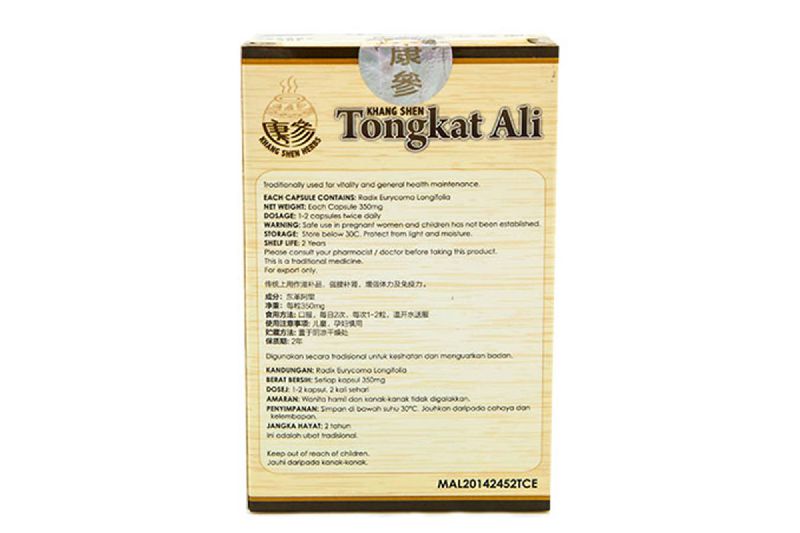 康參
KHANG SHEN HERBS
康
參
KHANG SHEN
Tongkat Ali
Traditionally used for vitality and general health maintenance.
EACH CAPSULE CONTAINS: Radix Eurycoma Longifolia
NET WEIGHT: Each Capsule 350mg
DOSAGE: 1-2 capsules twice daily
WARNING: Safe use in pregnant women and children has not been established.
STORAGE: Store below 30C. Protect from light and moisture.
SHELF LIFE: 2 Years
Please consult your pharmacist / doctor before taking this product.
This is a traditional medicine.
For export only.
传统上用作滋补品，强腰补肾，增强体力及免疫力。
成分：东革阿里
净重：每粒350mg
食用方法：口服，每日2次，每次1-2粒，温开水送服
使用注意事项：儿童，孕妇慎用
贮藏方法：置于阴凉干燥处
保质期：2年
Digunakan secara tradisional untuk kesihatan dan menguatkan badan.
KANDUNGAN: Radix Eurycoma Longifolia
BERAT BERSIH: Setiap kapsul 350mg
DOSEJ: 1-2 kapsul, 2 kali sehari
AMARAN: Wanita hamil dan kanak-kanak tidak digalakkan.
PENYIMPANAN: Simpan di bawah suhu 30°C. Jauhkan daripada cahaya dan
kelembapan.
JANGKA HAYAT: 2 tahun
Ini adalah ubat tradisional.
Keep out of reach of children.
Jauhi daripada kanak-kanak.
MAL20142452TCE